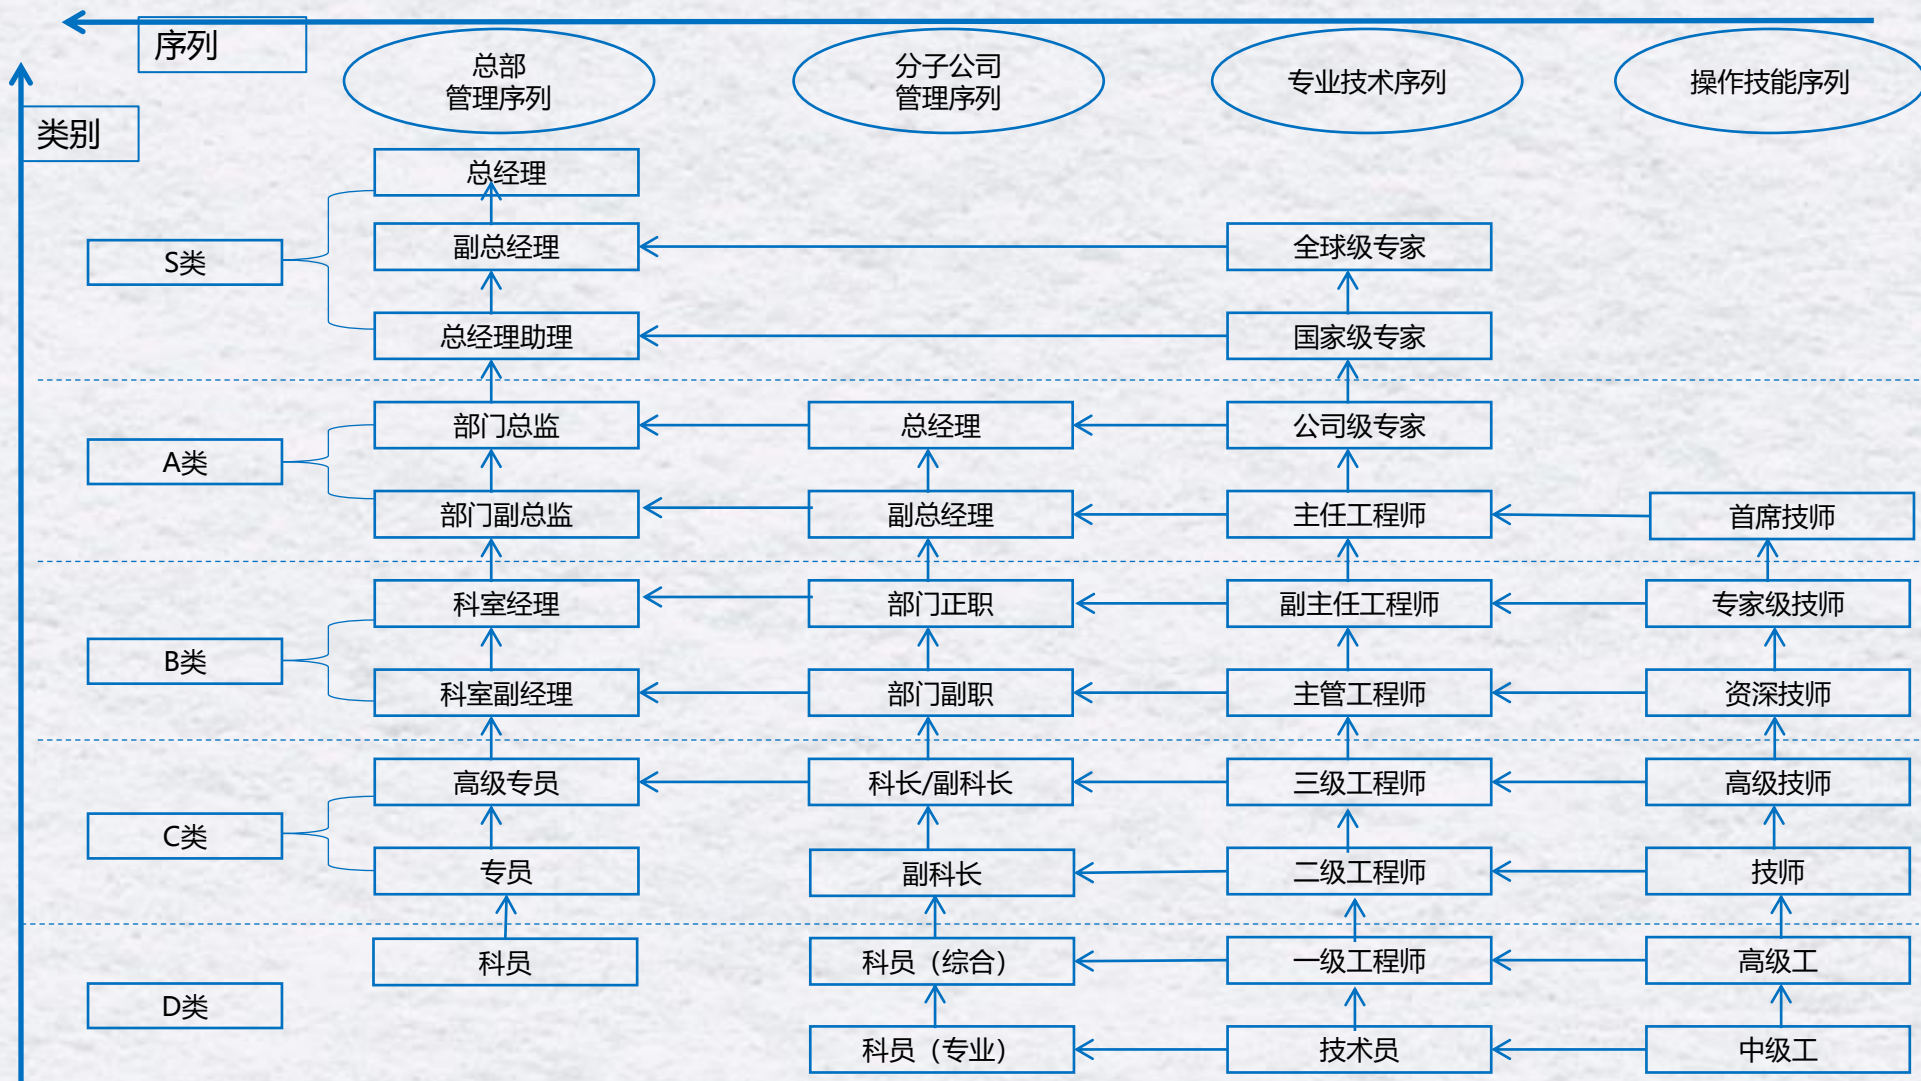 序列
总部
管理序列
分子公司
管理序列
专业技术序列
操作技能序列
类别
总经理
S类
副总经理
全球级专家
总经理助理
国家级专家
A类
部门总监
总经理
公司级专家
部门副总监
副总经理
主任工程师
首席技师
B类
科室经理
部门正职
副主任工程师
专家级技师
科室副经理
部门副职
主管工程师
资深技师
C类
高级专员
科长/副科长
三级工程师
高级技师
专员
副科长
二级工程师
技师
D类
科员
科员（综合）
一级工程师
高级工
科员（专业）
技术员
中级工